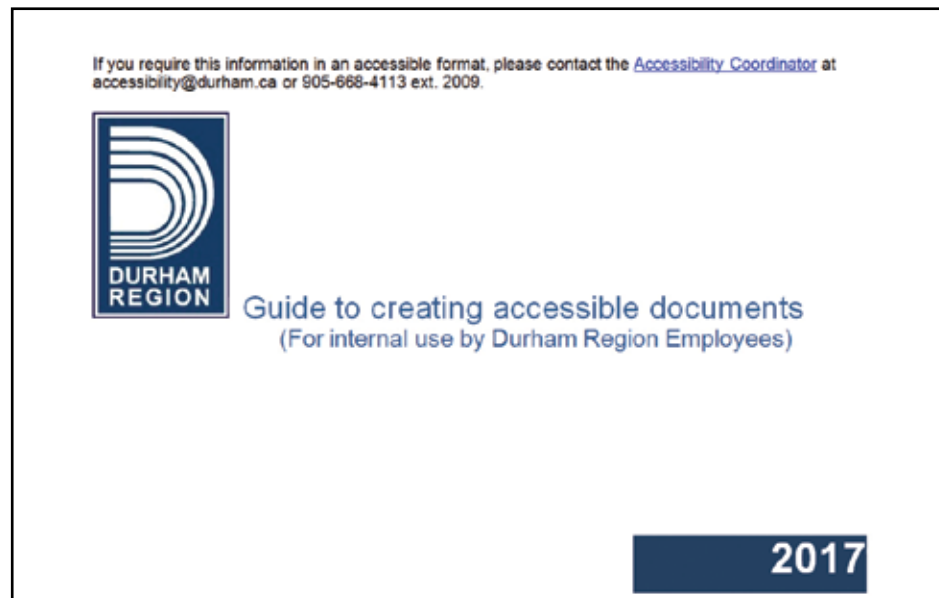 If you require this information in an accessible format, please contact the Accessibility Coordinator at
accessibility@durham.ca or 905-668-4113 ext. 2009.
DURHAM
REGION
Guide to creating accessible documents
(For internal use by Durham Region Employees)
2017